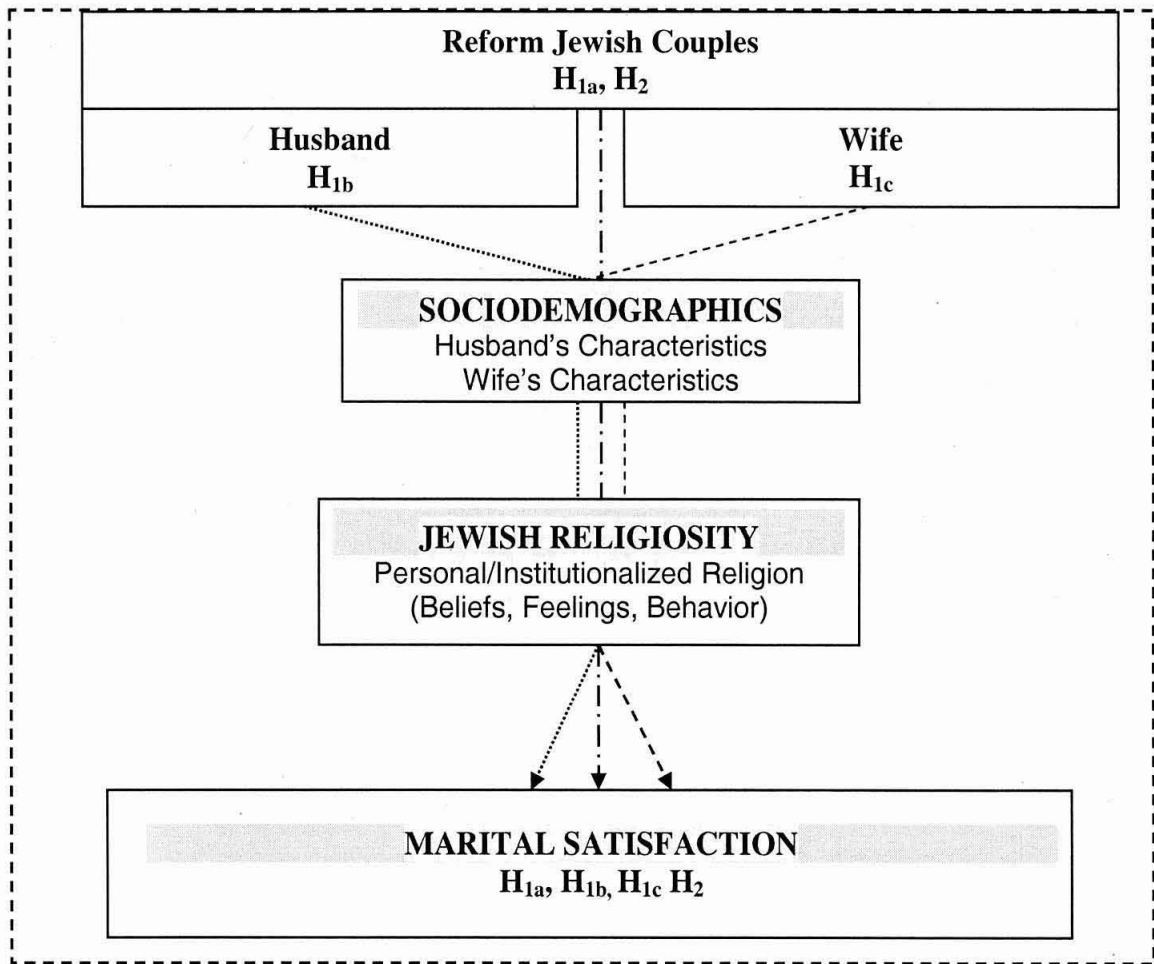 Reform Jewish Couples
H1a, H2
Husband
H1b
Wife
H1c
SOCIODEMOGRAPHICS
Husband's Characteristics
Wife's Characteristics
JEWISH RELIGIOSITY
Personal/Institutionalized Religion
(Beliefs, Feelings, Behavior)
MARITAL SATISFACTION
H1a, H1b, H1c H2